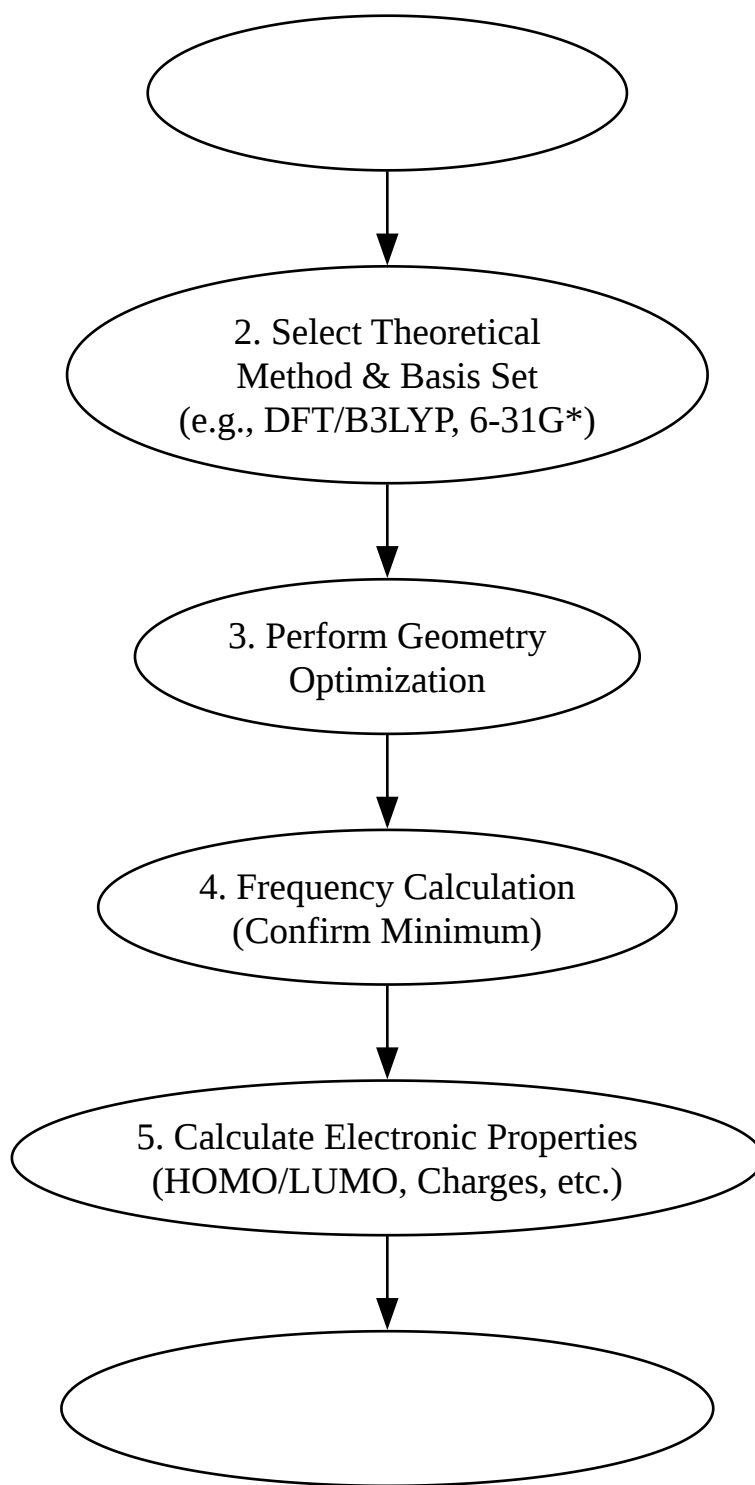 2. Select Theoretical
Method & Basis Set
(e.g., DFT/B3LYP, 6-31G*)
3. Perform Geometry
Optimization
4. Frequency Calculation
(Confirm Minimum)
5. Calculate Electronic Properties
(HOMO/LUMO, Charges, etc.)